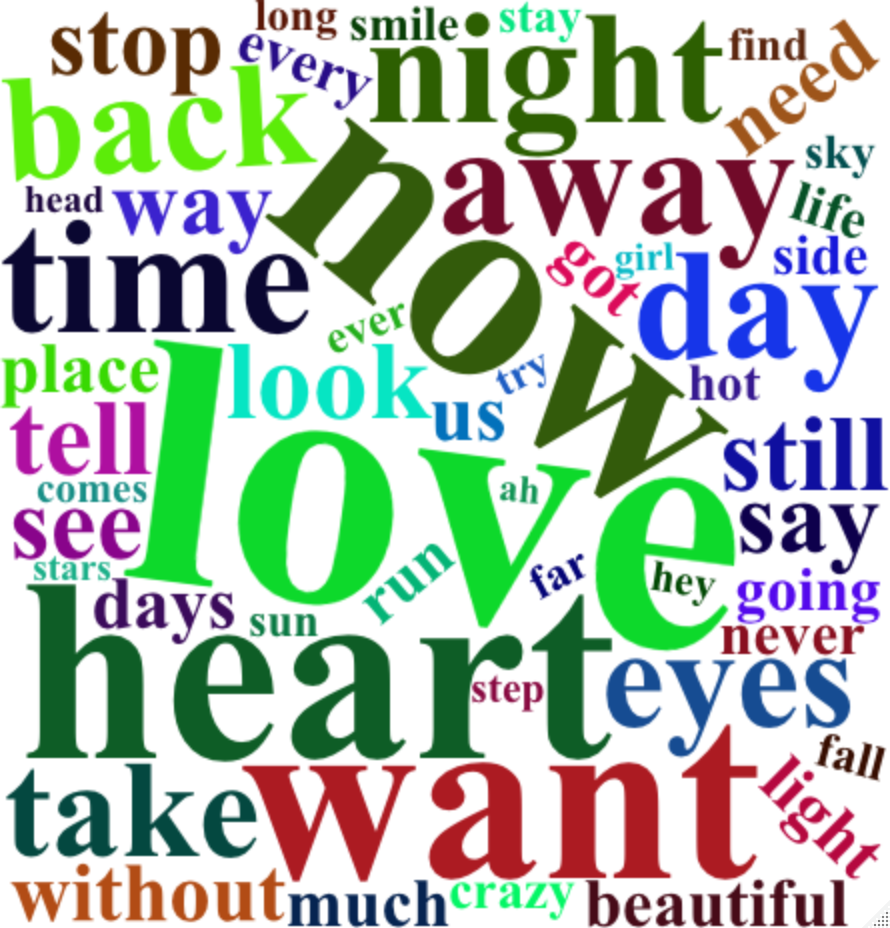 long
smile
stay
stop
every
night
find
need
back
now
away
sky
head
way
life
time
got
girl
side
day
ever
place
look
try
hot
us
tell
love
still
comes
ah
see
say
stars
run
far
hey
going
days
sun
never
heart
step
eyes
fall
take
want
light
without
much
crazy
beautiful